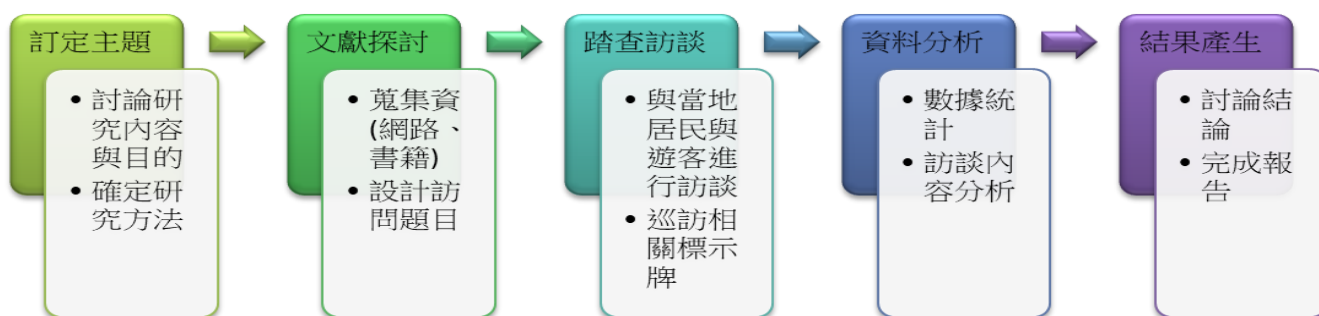 訂定主題
• 討論研
究內容
與目的
• 確定研
究方法
文獻探討
• 蒐集資
(網路、
書籍)
• 設計訪
問題目
踏查訪談
• 與當地
居民與
遊客進
行訪談
• 巡訪相
關標示
牌
資料分析
• 數據統
計
• 訪談內
容分析
結果產生
• 討論結
論
• 完成報
告